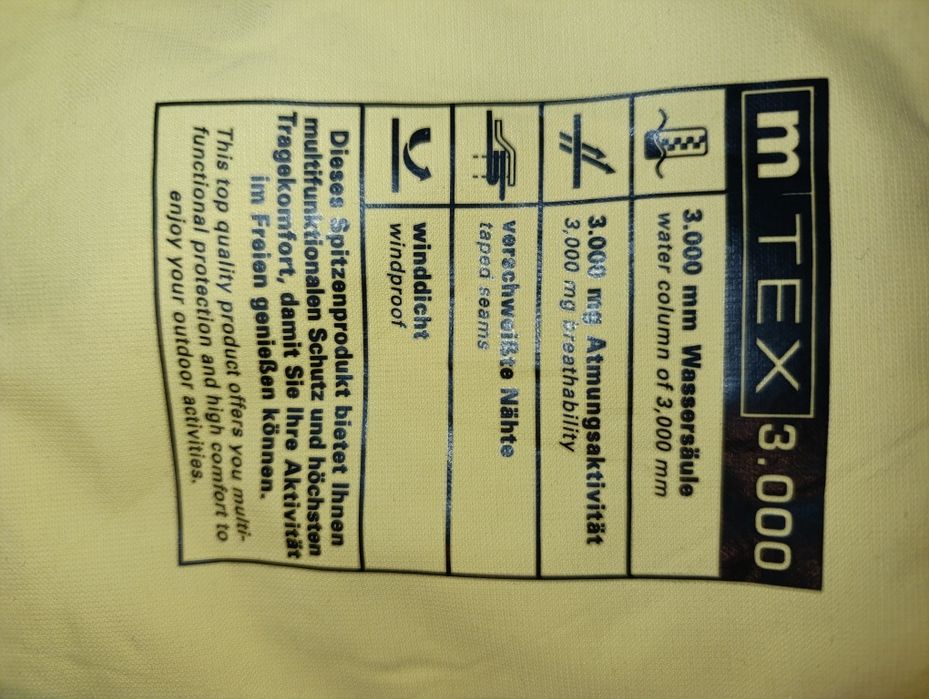 m TEX 3.000
3.000 mm Wassersäule
water column of 3,000 mm
3.000 mg Atmungsaktivität
3,000 mg breathability
verschweißte Nähte
taped seams
winddicht
windproof
Dieses Spitzenprodukt bietet Ihnen
multifunktionalen Schutz und höchsten
Tragekomfort, damit Sie Ihre Aktivität
im Freien genießen können.
This top quality product offers you multi-
functional protection and high comfort to
enjoy your outdoor activities.